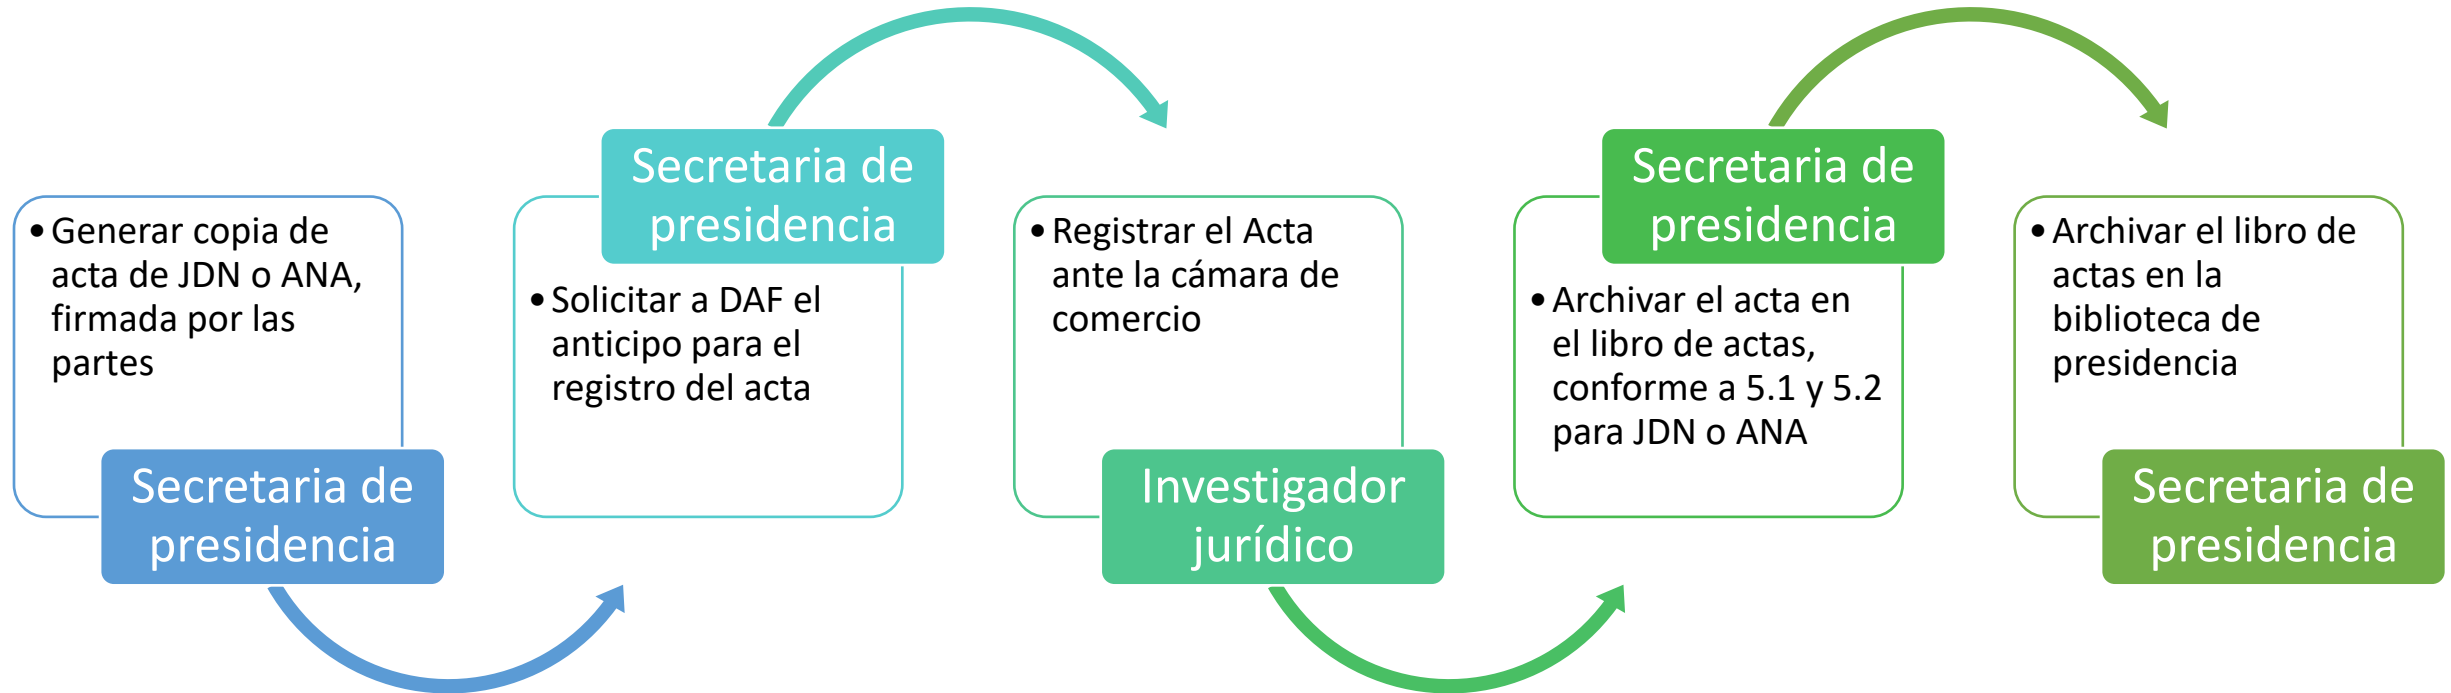 • Generar copia de
acta de JDN o ANA,
firmada por las
partes
Secretaria de
presidencia
Secretaria de
presidencia
• Solicitar a DAF el
anticipo para el
registro del acta
• Registrar el Acta
ante la cámara de
comercio
Investigador
jurídico
Secretaria de
presidencia
• Archivar el acta en
el libro de actas,
conforme a 5.1 y 5.2
para JDN o ANA
• Archivar el libro de
actas en la
biblioteca de
presidencia
Secretaria de
presidencia